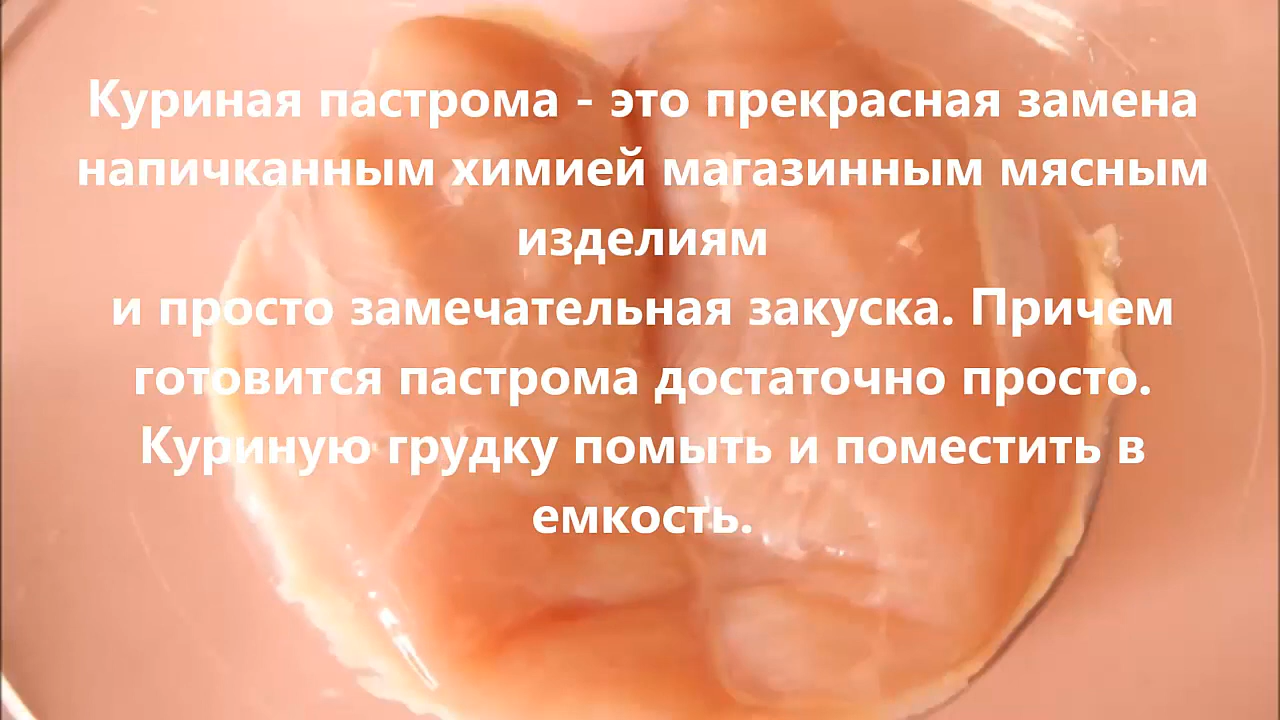 Куриная пастрома - это прекрасная замена
напичканным химией магазинным мясным
изделиям
и просто замечательная закуска. Причем
готовится пастрома достаточно просто.
Куриную грудку помыть и поместить в
емкость.